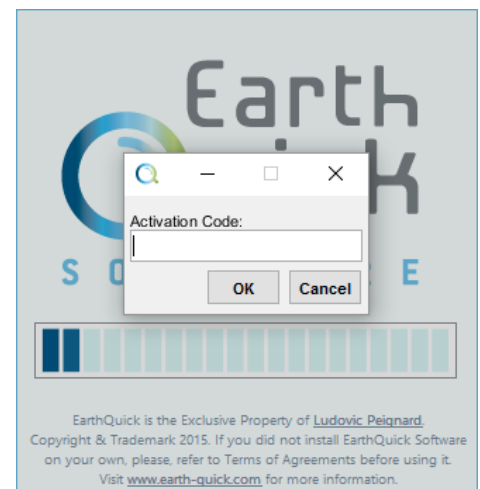 Earth
Activation Code:
OK Cancel
EarthQuick is the Exclusive Property of Ludovic Peignard.
Copyright & Trademark 2015. If you did not install EarthQuick Software
on your own, please, refer to Terms of Agreements before using it.
Visit www.earth-quick.com for more information.